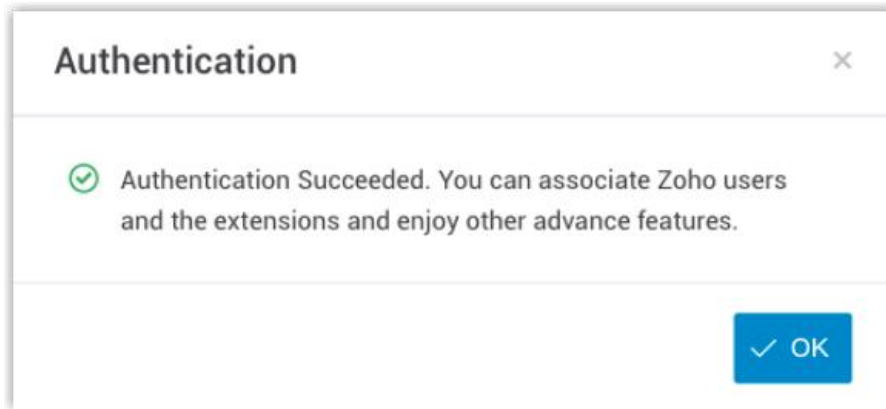 Authentication
Authentication Succeeded. You can associate Zoho users
and the extensions and enjoy other advance features.
OK